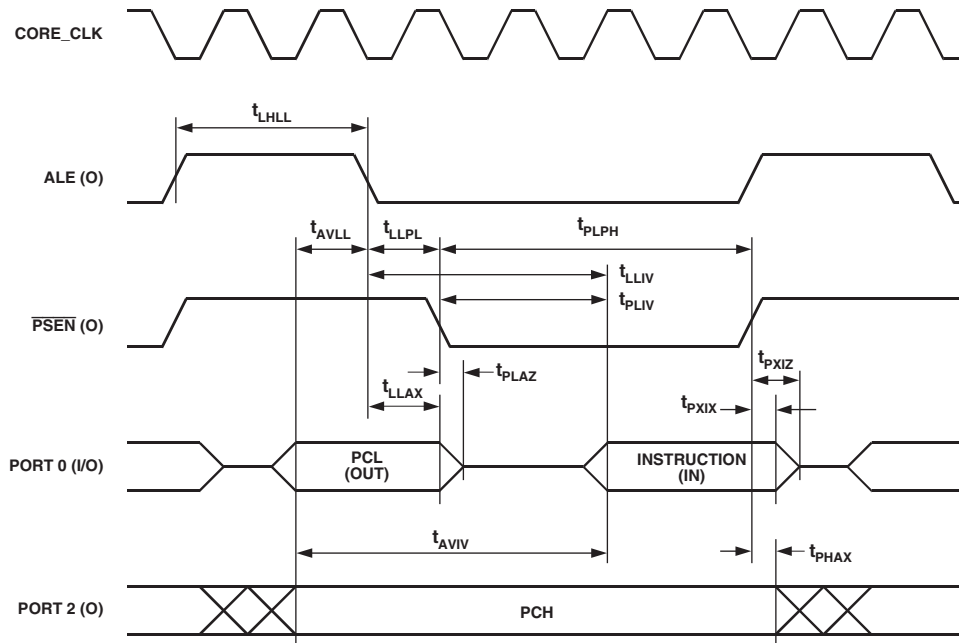 CORE_CLK
tLHLL
ALE (O)
tAVLL
tLLPL
tPLPH
tLLIV
tPLIV
PSEN (O)
tPXIZ
tPLAZ
tLLAX
tPXIX
PORT 0 (I/O)
PCL
(OUT)
INSTRUCTION
(IN)
tAVIV
tPHAX
PORT 2 (O)
PCH